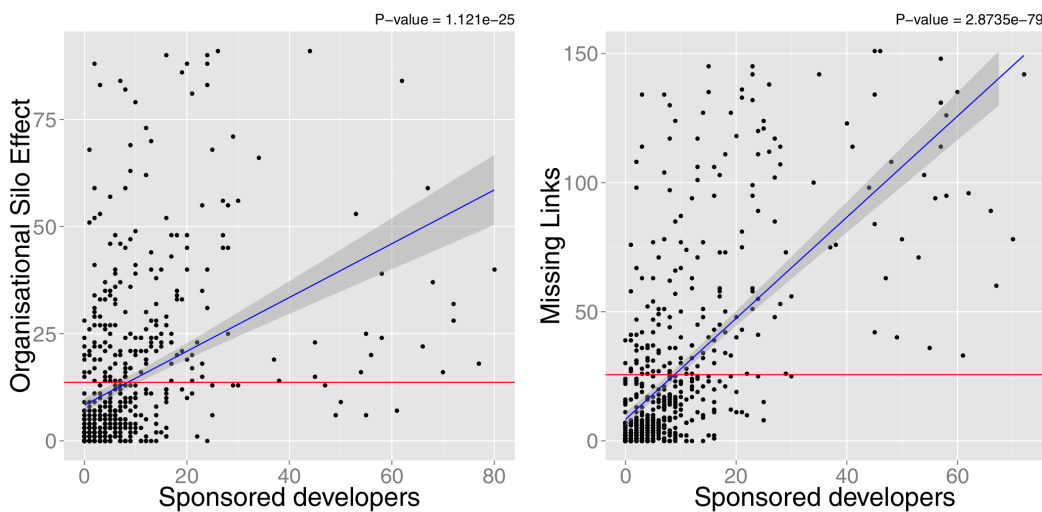 P−value = 1.121e−25
Organisational Silo Effect
75
50
25
0
0 20 40 60 80
Sponsored developers
P−value = 2.8735e−79
Missing Links
150
100
50
0
0 20 40 60
Sponsored developers